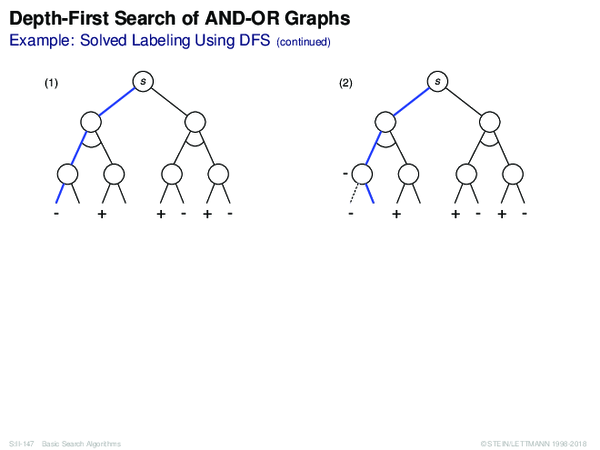 Depth-First Search of AND-OR Graphs
Example: Solved Labeling Using DFS (continued)
(1) s (2) s
-
- + + - + - - + + - + -
S:II-147 Basic Search Algorithms © STEIN/LETTMANN 1998-2018